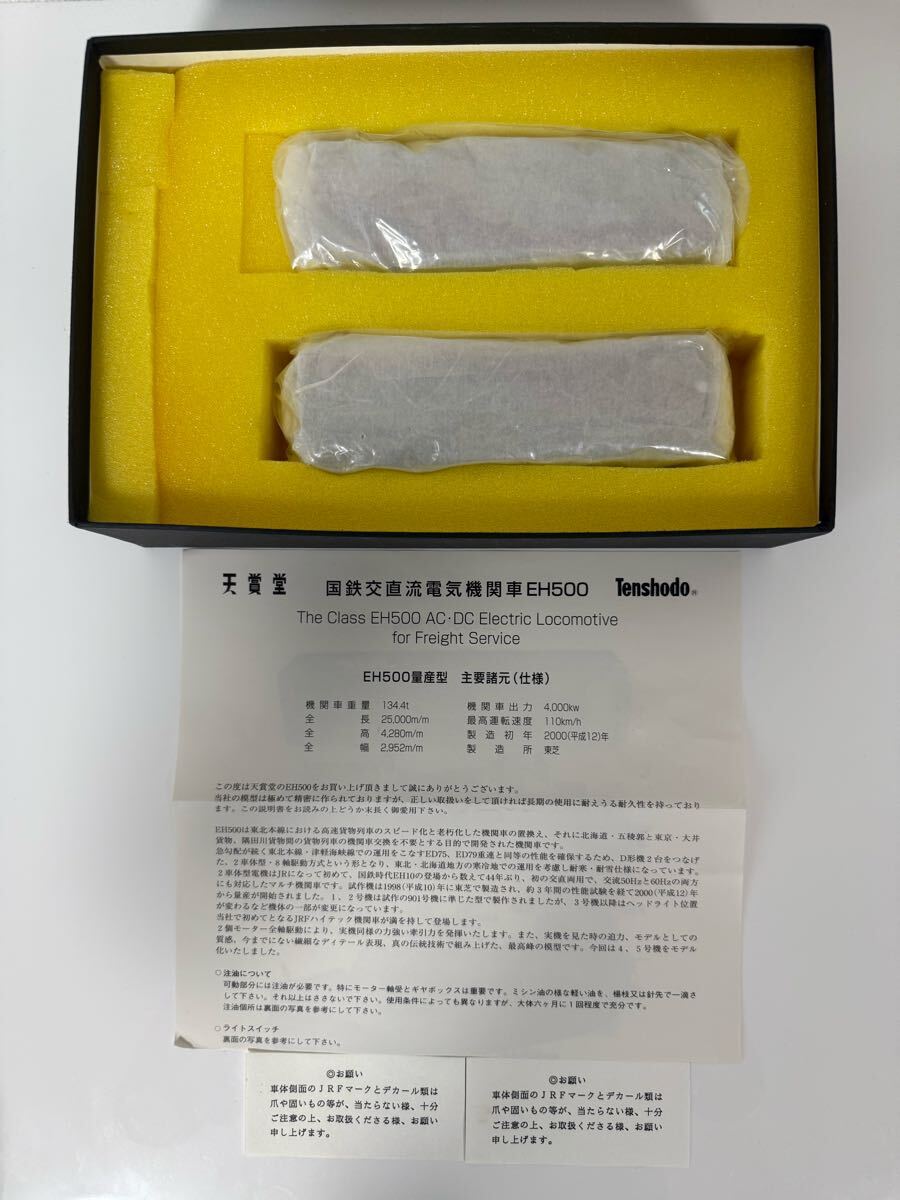 天賞堂 国鉄交直流電気機関車EH500 Tenshodo®
The Class EH500 AC・DC Electric Locomotive
for Freight Service
EH500量産型 主要諸元(仕様)
機関車重量 134.4t 機関車出力 4,000kw
全長 25,000m/m 最高運転速度 110km/h
全高 4,280m/m 製造初年 2000(平成12)年
全幅 2,952m/m 製造所 東芝
この度は天賞堂のEH500をお買い上げ頂きまして誠にありがとうございます。
当社の模型は極めて精密に作られておりますが、正しい取扱いをして頂ければ長期の使用に耐えうる耐久性を持っており
ます。この説明書をお読みの上どうか末長く御愛用下さい。
EH500は東北本線における高速貨物列車のスピード化と老朽化した機関車の置換え、それに北海道・五稜郭と東京・大井
貨物、隅田川貨物間の貨物列車の機関車交換を不要とする目的で開発された機関車です。
急勾配が続く東北本線・津軽海峡線での運用をこなすED75、ED79重連と同等の性能を確保するため、D形機2台をつなげ
た、2車体型・8軸駆動方式という形となり、東北・北海道地方の寒冷地での運用を考慮し耐寒・耐雪仕様になっています。
2車体型電機はJRになって初めて、国鉄時代EH10の登場から数えて44年ぶり、初の交直両用で、交流50Hzと60Hzの両方
にも対応したマルチ機関車です。試作機は1998(平成10)年に東芝で製造され、約3年間の性能試験を経て2000(平成12)年
から量産が開始されました。1、2号機は試作の901号機に準じた型で製作されましたが、3号機以降はヘッドライト位置
が変わるなど機体の一部が変更になっています。
当社で初めてとなるJRFハイテック機関車が満を持して登場します。
2個モーター全軸駆動により、実機同様の力強い牽引力を発揮いたします。また、実機を見た時の迫力、モデルとしての
質感、今までにない繊細なディテール表現、真の伝統技術で組み上げた、最高峰の模型です。今回は4、5号機をモデル
化いたしました。
○注油について
可動部分には注油が必要です。特にモーター軸受とギヤボックスは重要です。ミシン油の様な軽い油を、楊枝又は針先で一滴さ
して下さい。それ以上はささないで下さい。使用条件によっても異なりますが、大体六ヶ月に1回程度で充分です。
注油個所は裏面の写真を参考にして下さい。
○ライトスイッチ
裏面の写真を参考にして下さい。
◎お願い
車体側面のJRFマークとデカール類は
爪や固いもの等が、当たらない様、十分
ご注意の上、お取扱くださる様、お願い
申し上げます。
◎お願い
車体側面のJRFマークとデカール類は
爪や固いもの等が、当たらない様、十分
ご注意の上、お取扱くださる様、お願い
申し上げます。